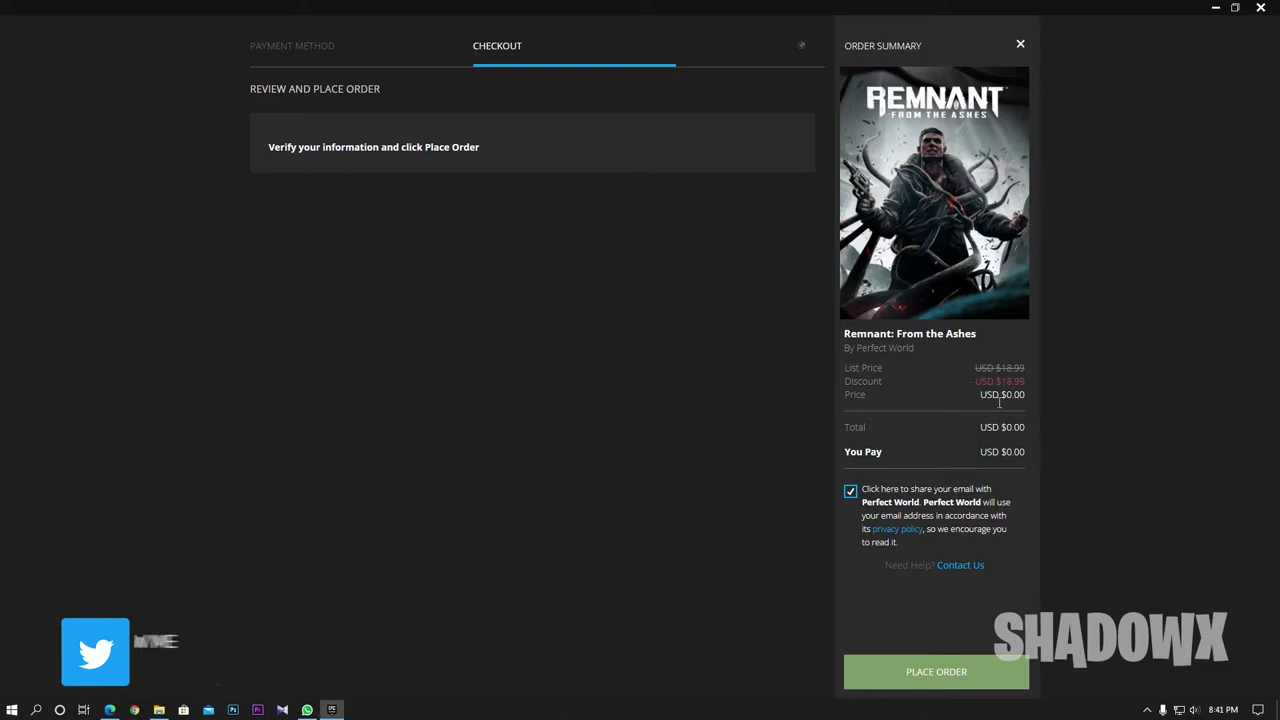 PAYMENT METHOD
CHECKOUT
REVIEW AND PLACE ORDER
Verify your information and click Place Order
ORDER SUMMARY
REMNANT
FROM THE ASHES
Remnant: From the Ashes
By Perfect World
List Price USD $18.99
Discount - USD $18.99
Price USD $0.00
Total USD $0.00
You Pay USD $0.00
Click here to share your email with
Perfect World. Perfect World will use
your email address in accordance with
its privacy policy, so we encourage you
to read it.
Need Help? Contact Us
SHADOWX
PLACE ORDER
8:41 PM